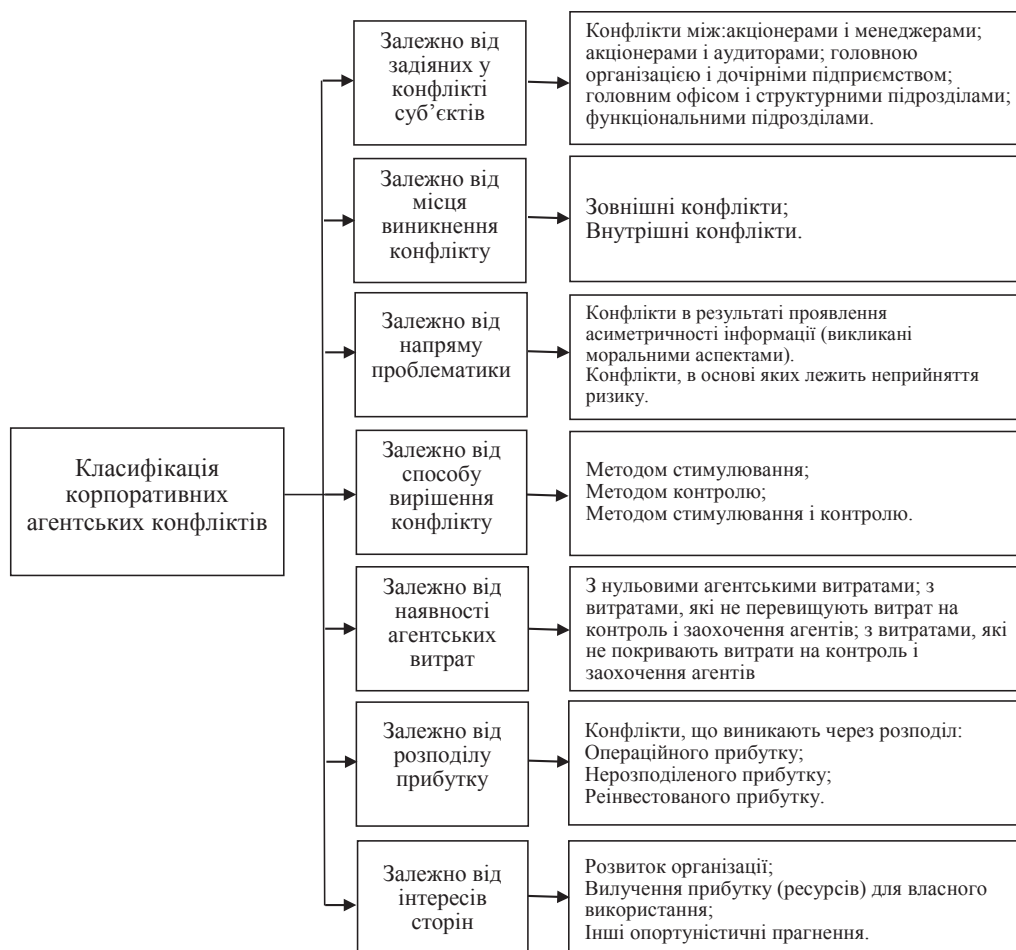 Залежно від
задіяних у
конфлікті
суб’єктів
Конфлікти між:акціонерами і менеджерами;
акціонерами і аудиторами; головною
організацією і дочірніми підприємством;
головним офісом і структурними підрозділами;
функціональними підрозділами.
Залежно від
місця
виникнення
конфлікту
Зовнішні конфлікти;
Внутрішні конфлікти.
Залежно від
напряму
проблематики
Конфлікти в результаті проявлення
асиметричності інформації (викликані
моральними аспектами).
Конфлікти, в основі яких лежить неприйняття
ризику.
Класифікація
корпоративних
агентських конфліктів
Залежно від
способу
вирішення
конфлікту
Методом стимулювання;
Методом контролю;
Методом стимулювання і контролю.
Залежно від
наявності
агентських
витрат
З нульовими агентськими витратами; з
витратами, які не перевищують витрат на
контроль і заохочення агентів; з витратами, які
не покривають витрати на контроль і
заохочення агентів
Залежно від
розподілу
прибутку
Конфлікти, що виникають через розподіл:
Операційного прибутку;
Нерозподіленого прибутку;
Реінвестованого прибутку.
Залежно від
інтересів
сторін
Розвиток організації;
Вилучення прибутку (ресурсів) для власного
використання;
Інші опортуністичні прагнення.